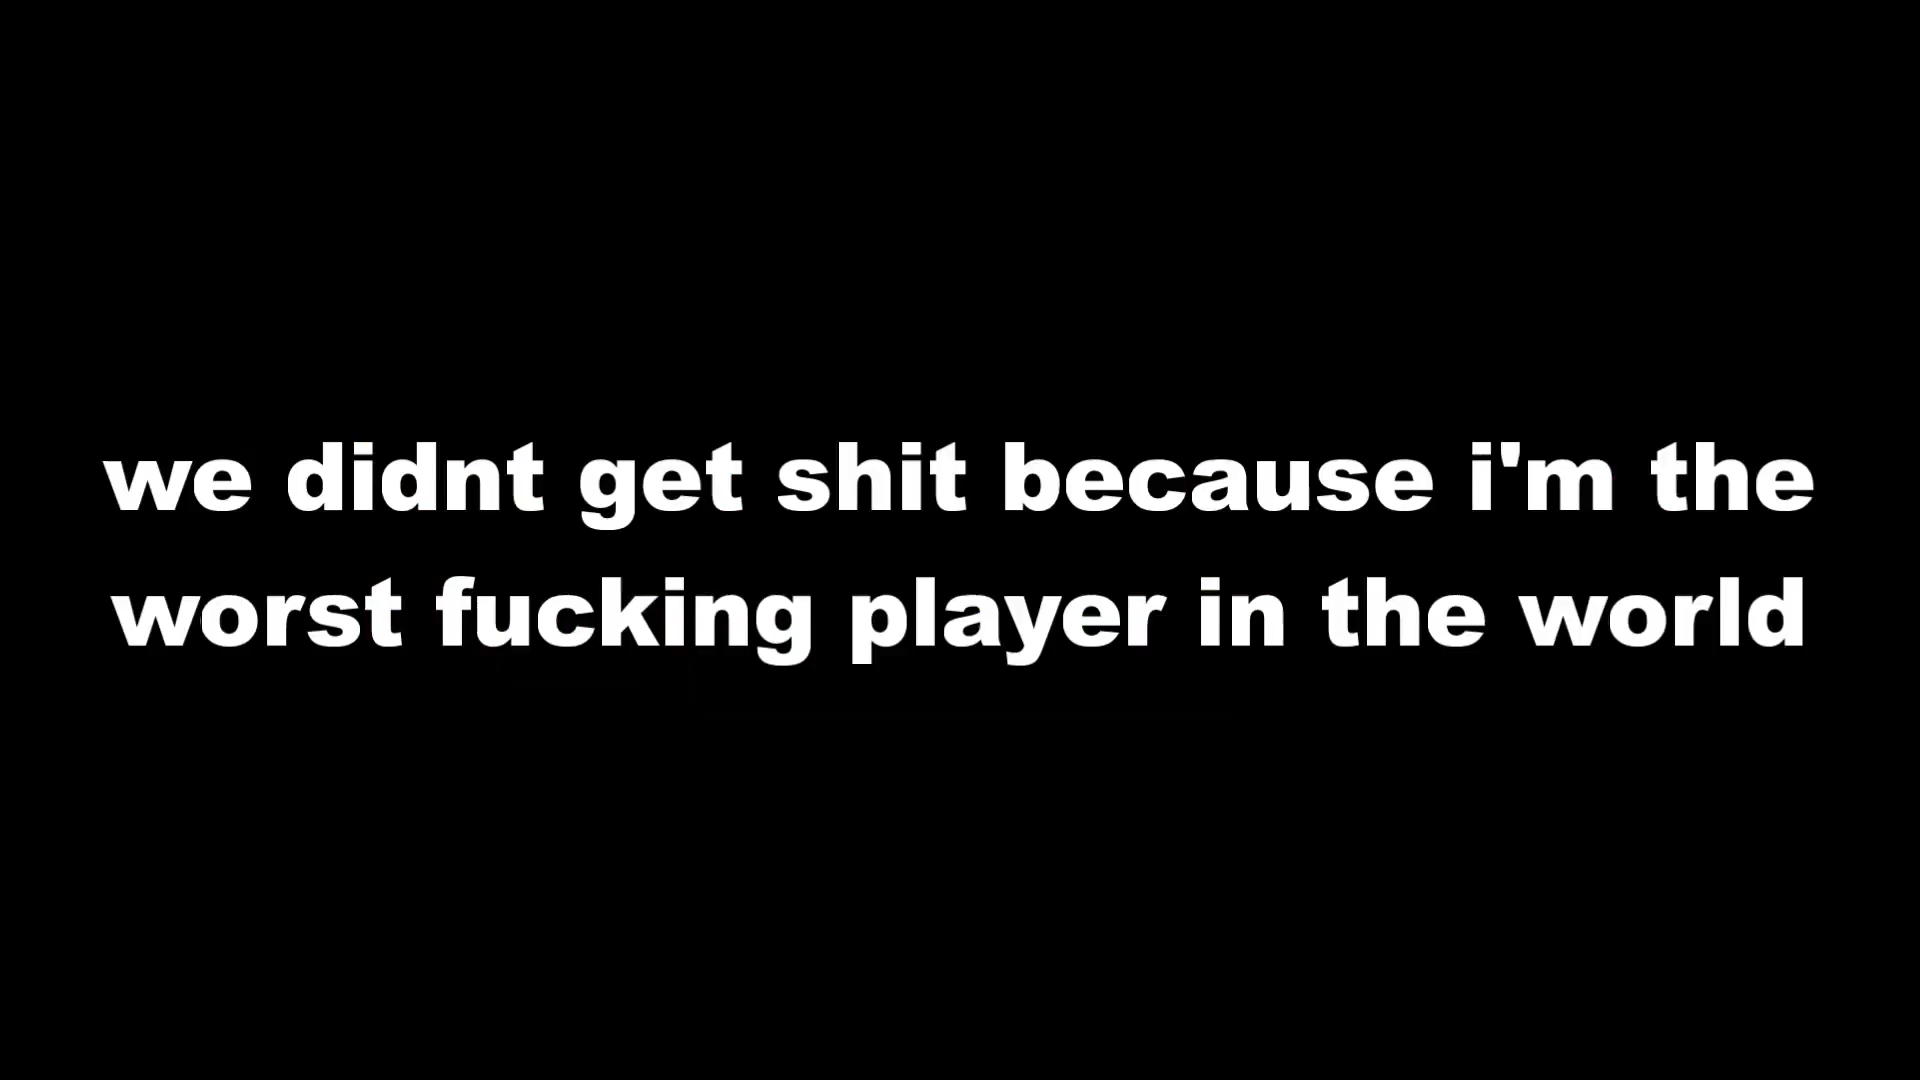 we didnt get shit because i'm the
worst fucking player in the world